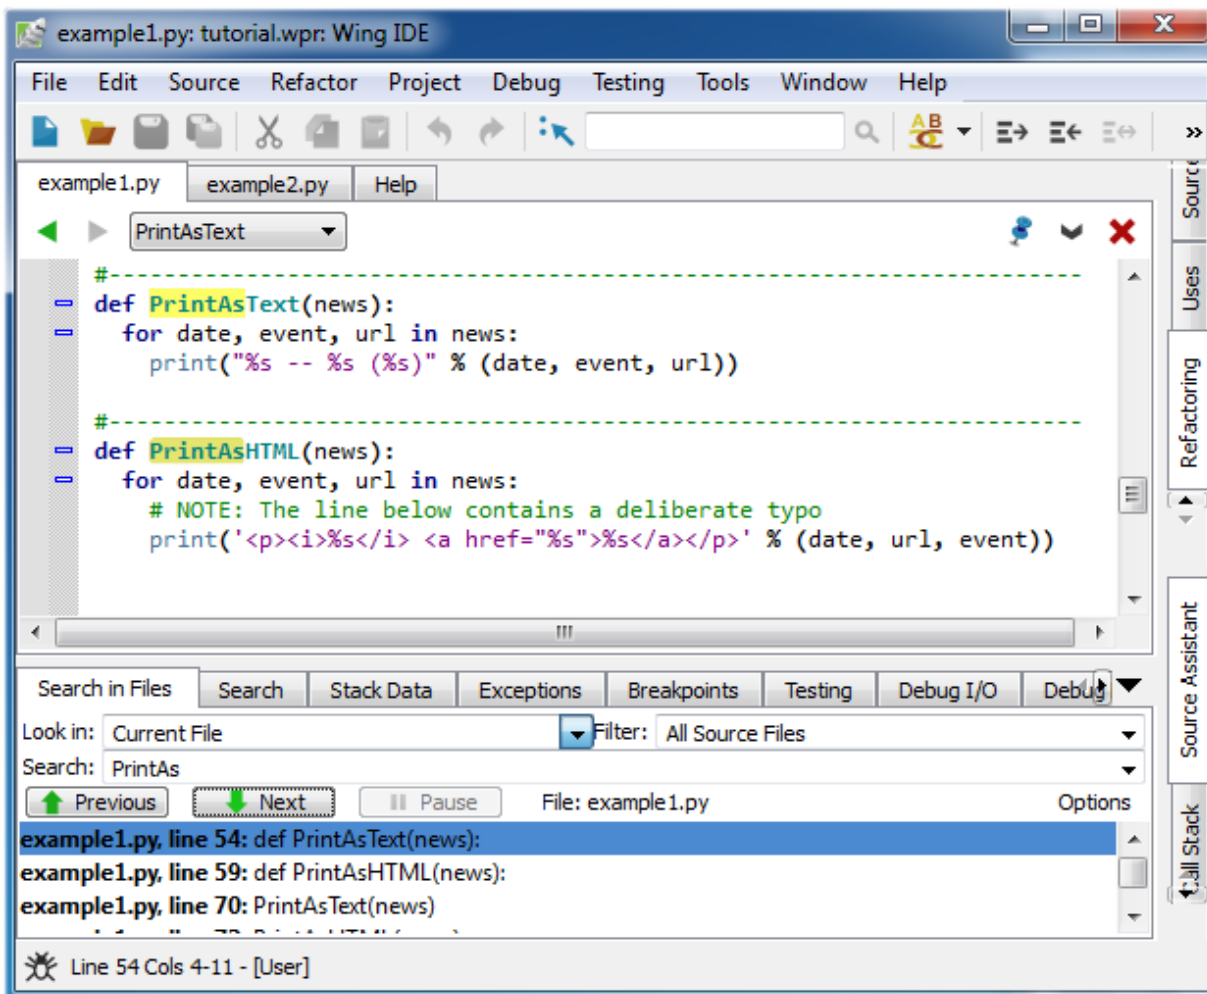 example1.py: tutorial.wpr: Wing IDE
File Edit Source Refactor Project Debug Testing Tools Window Help
example1.py example2.py Help
PrintAsText
#-----------------------------------------------------------------------
def PrintAsText(news):
for date, event, url in news:
print("%s -- %s (%s)" % (date, event, url))
#-----------------------------------------------------------------------
def PrintAsHTML(news):
for date, event, url in news:
# NOTE: The line below contains a deliberate typo
print('<p><i>%s</i> <a href="%s">%s</a></p>' % (date, url, event))
Source
Uses
Refactoring
Source Assistant
Call Stack
Search in Files Search Stack Data Exceptions Breakpoints Testing Debug I/O Debug
Look in: Current File Filter: All Source Files
Search: PrintAs
Previous Next Pause File: example1.py Options
example1.py, line 54: def PrintAsText(news):
example1.py, line 59: def PrintAsHTML(news):
example1.py, line 70: PrintAsText(news)
Line 54 Cols 4-11 - [User]